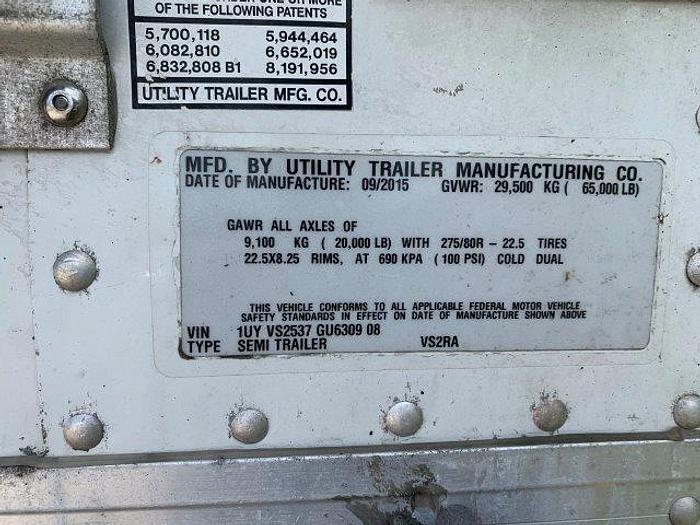 OF THE FOLLOWING PATENTS
5,700,118 5,944,464
6,082,810 6,652,019
6,832,808 B1 8,191,956
UTILITY TRAILER MFG. CO.
MFD. BY UTILITY TRAILER MANUFACTURING CO.
DATE OF MANUFACTURE: 09/2015 GVWR: 29,500 KG ( 65,000 LB)
GAWR ALL AXLES OF
9,100 KG ( 20,000 LB) WITH 275/80R - 22.5 TIRES
22.5X8.25 RIMS, AT 690 KPA ( 100 PSI) COLD DUAL
THIS VEHICLE CONFORMS TO ALL APPLICABLE FEDERAL MOTOR VEHICLE
SAFETY STANDARDS IN EFFECT ON DATE OF MANUFACTURE SHOWN ABOVE
VIN 1UY VS2537 GU6309 08
TYPE SEMI TRAILER VS2RA